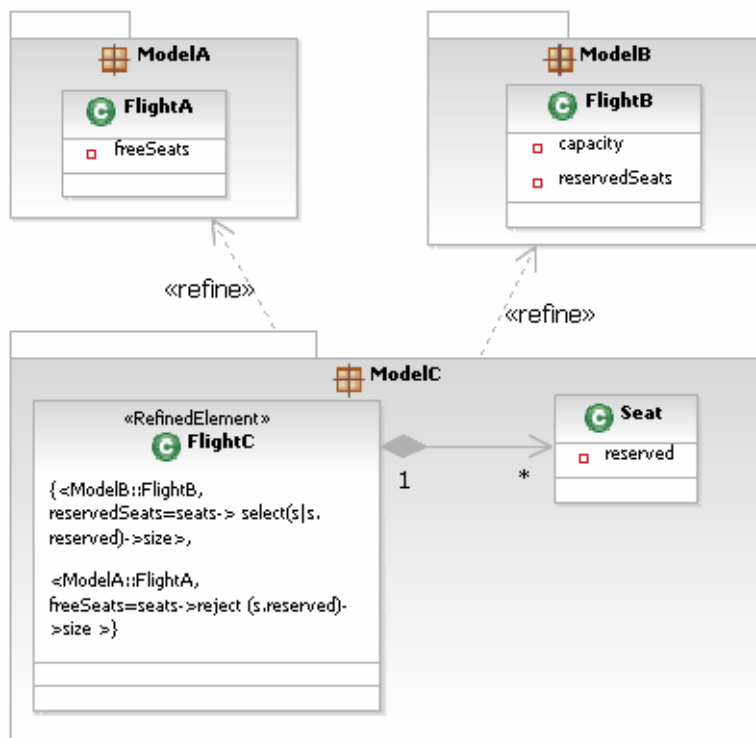 ModelA
FlightA
freeSeats
ModelB
FlightB
capacity
reservedSeats
«refine»
«refine»
ModelC
«RefinedElement»
FlightC
{<ModelB::FlightB,
reservedSeats=seats-> select(s|s.
reserved)->size>,
<ModelA::FlightA,
freeSeats=seats->reject (s.reserved)-
>size >}
1
*
Seat
reserved